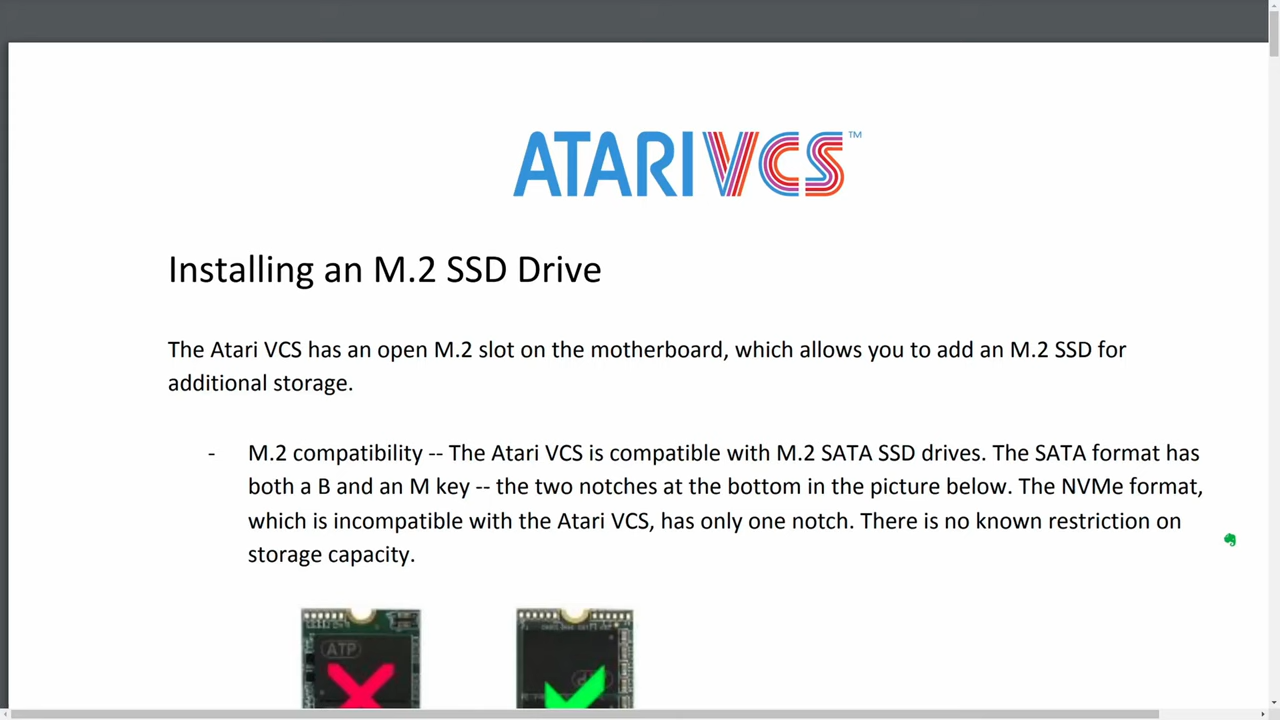 ATARI VCS™
Installing an M.2 SSD Drive
The Atari VCS has an open M.2 slot on the motherboard, which allows you to add an M.2 SSD for
additional storage.
- M.2 compatibility -- The Atari VCS is compatible with M.2 SATA SSD drives. The SATA format has
both a B and an M key -- the two notches at the bottom in the picture below. The NVMe format,
which is incompatible with the Atari VCS, has only one notch. There is no known restriction on
storage capacity.
ATP